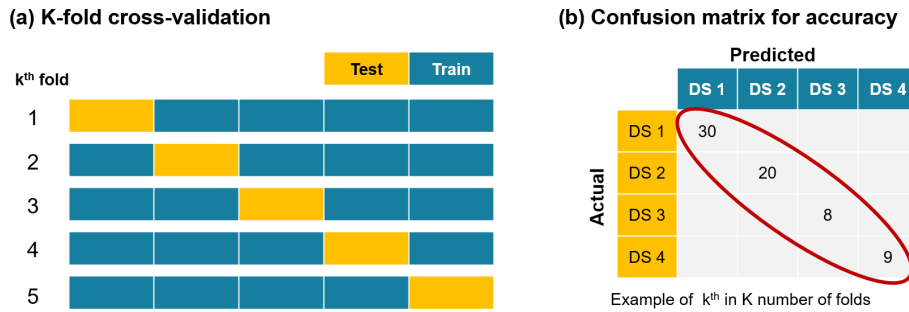 (a) K-fold cross-validation
kth fold
Test Train
1
2
3
4
5
(b) Confusion matrix for accuracy
Predicted
DS 1 DS 2 DS 3 DS 4
Actual
DS 1 30
DS 2 20
DS 3 8
DS 4 9
Example of kth in K number of folds